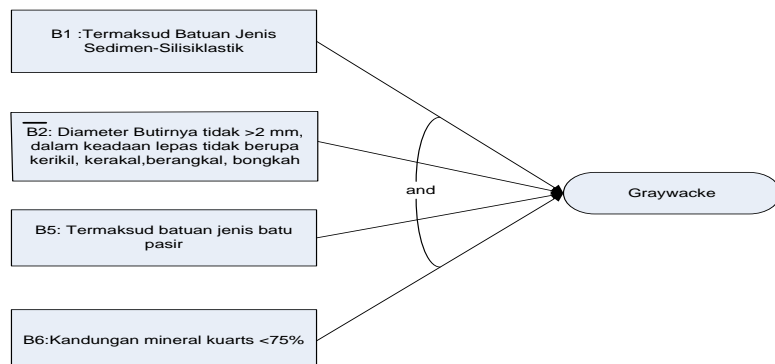 B1 :Termaksud Batuan Jenis
Sedimen-Silisiklastik
B2: Diameter Butirnya tidak >2 mm,
dalam keadaan lepas tidak berupa
kerikil, kerakal,berangkal, bongkah
and
Graywacke
B5: Termaksud batuan jenis batu
pasir
B6:Kandungan mineral kuarts <75%